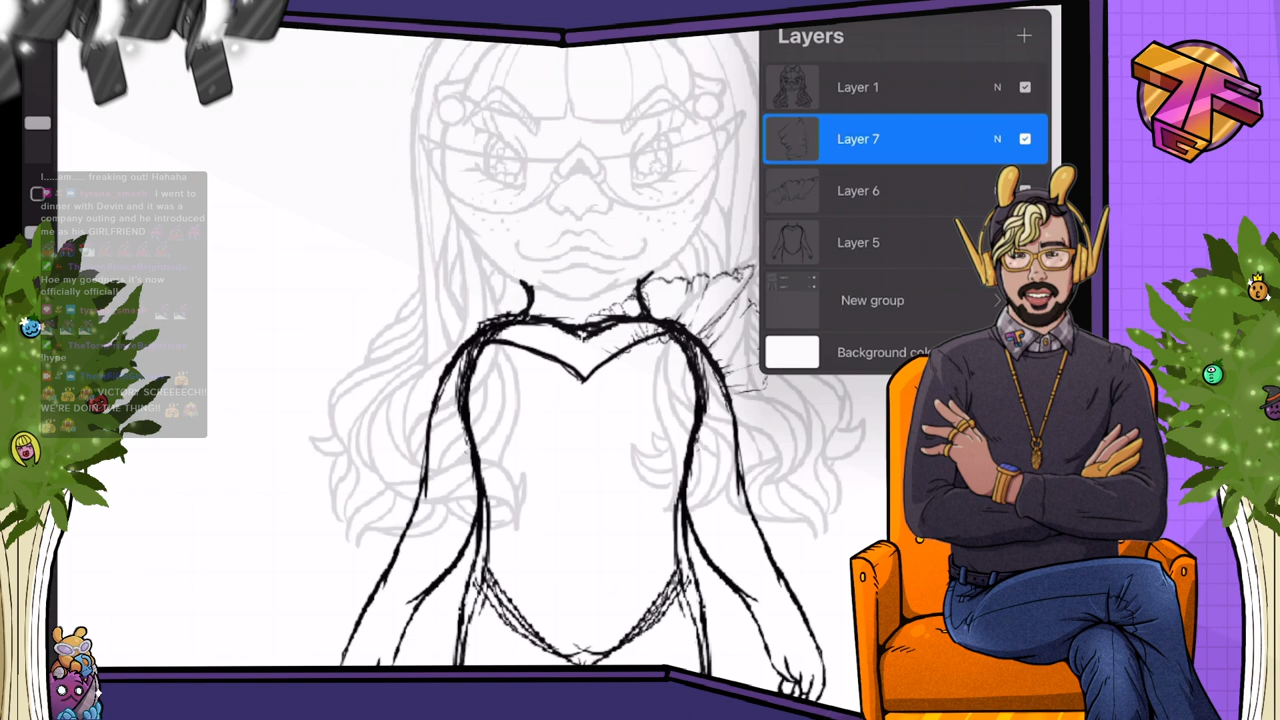 Layers
Layer 1
N
Layer 7
N
Layer 6
Layer 5
New group
Background
I.....am.... freaking out! Hahaha
I went to
dinner with Devin and it was a
company outing and he introduced
me as his GIRLFRIEND
Hoe my goodness it's now
officially official
!hype
VICTORY SCREEEECH!!
WE'RE DOIN THE THING!!